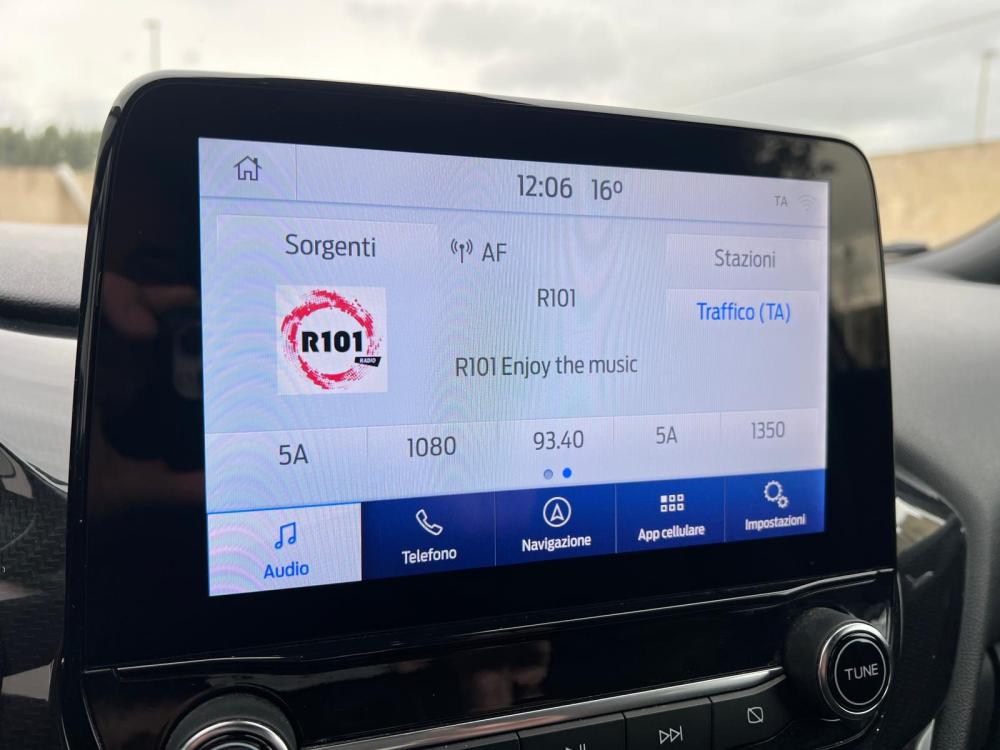 12:06 16º
TA
Sorgenti
AF
Stazioni
R101
Traffico (TA)
R101
RADIO
R101 Enjoy the music
5A
1080
93.40
5A
1350
Audio
Telefono
Navigazione
App cellulare
Impostazioni
TUNE